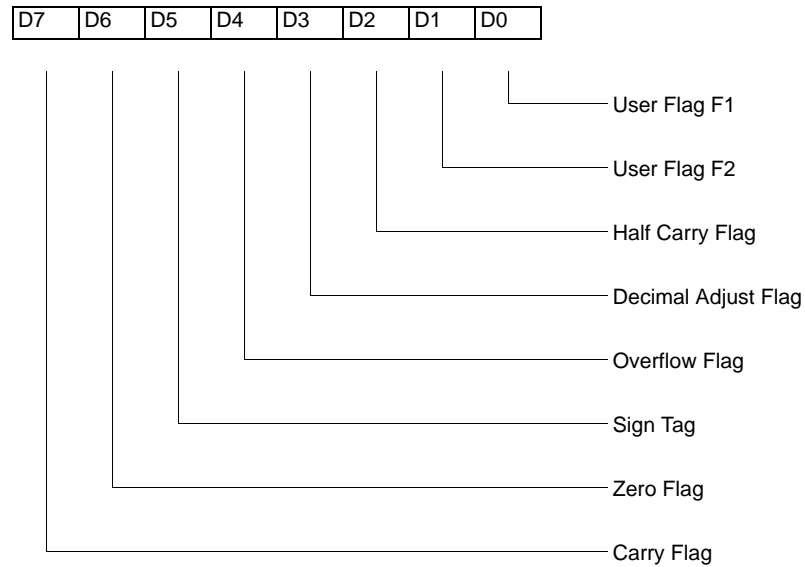 D7 D6 D5 D4 D3 D2 D1 D0
User Flag F1
User Flag F2
Half Carry Flag
Decimal Adjust Flag
Overflow Flag
Sign Tag
Zero Flag
Carry Flag